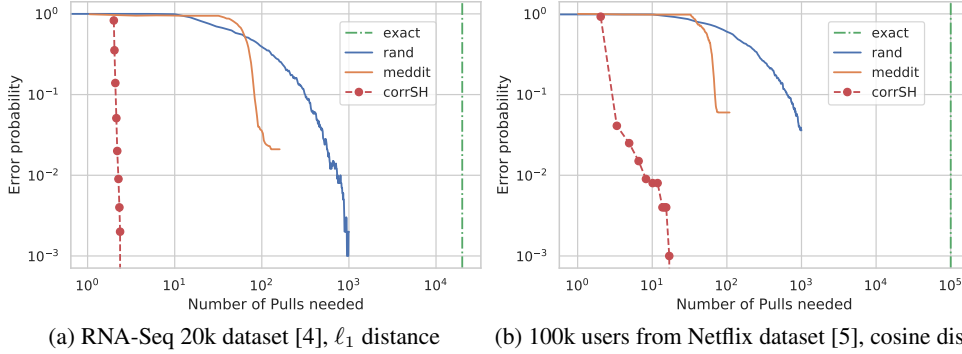 10^0
10^-1
10^-2
10^-3
Error probability
exact
rand
meddit
corrSH
10^0 10^1 10^2 10^3 10^4
Number of Pulls needed
(a) RNA-Seq 20k dataset [4], ℓ1 distance
10^0
10^-1
10^-2
10^-3
Error probability
exact
rand
meddit
corrSH
10^0 10^1 10^2 10^3 10^4 10^5
Number of Pulls needed
(b) 100k users from Netflix dataset [5], cosine dis